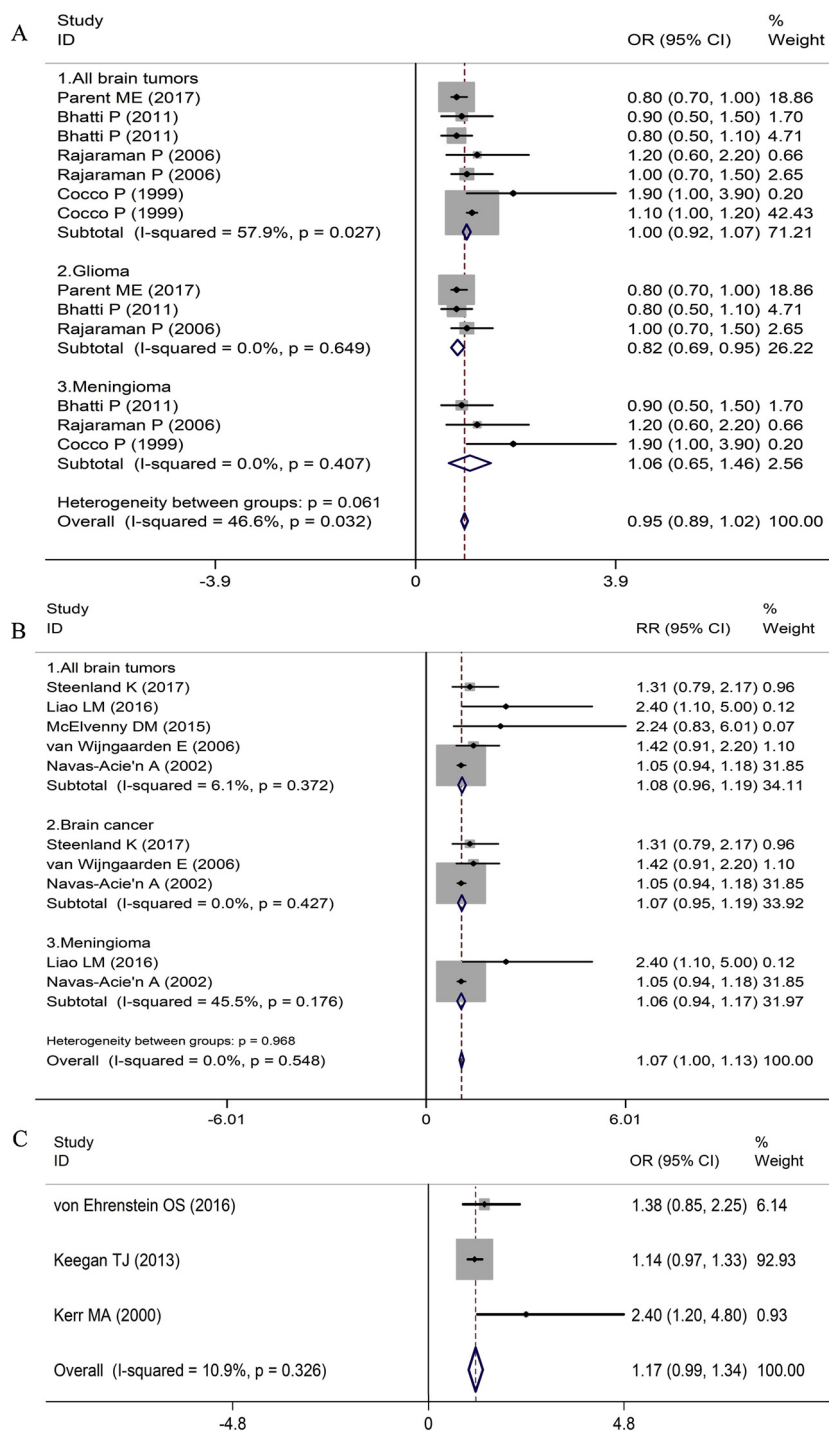 A
Study %
ID OR (95% CI) Weight
1.All brain tumors
Parent ME (2017) 0.80 (0.70, 1.00) 18.86
Bhatti P (2011) 0.90 (0.50, 1.50) 1.70
Bhatti P (2011) 0.80 (0.50, 1.10) 4.71
Rajaraman P (2006) 1.20 (0.60, 2.20) 0.66
Rajaraman P (2006) 1.00 (0.70, 1.50) 2.65
Cocco P (1999) 1.90 (1.00, 3.90) 0.20
Cocco P (1999) 1.10 (1.00, 1.20) 42.43
Subtotal (I-squared = 57.9%, p = 0.027) 1.00 (0.92, 1.07) 71.21
2.Glioma
Parent ME (2017) 0.80 (0.70, 1.00) 18.86
Bhatti P (2011) 0.80 (0.50, 1.10) 4.71
Rajaraman P (2006) 1.00 (0.70, 1.50) 2.65
Subtotal (I-squared = 0.0%, p = 0.649) 0.82 (0.69, 0.95) 26.22
3.Meningioma
Bhatti P (2011) 0.90 (0.50, 1.50) 1.70
Rajaraman P (2006) 1.20 (0.60, 2.20) 0.66
Cocco P (1999) 1.90 (1.00, 3.90) 0.20
Subtotal (I-squared = 0.0%, p = 0.407) 1.06 (0.65, 1.46) 2.56
Heterogeneity between groups: p = 0.061
Overall (I-squared = 46.6%, p = 0.032) 0.95 (0.89, 1.02) 100.00
-3.9 0 3.9
B
Study %
ID RR (95% CI) Weight
1.All brain tumors
Steenland K (2017) 1.31 (0.79, 2.17) 0.96
Liao LM (2016) 2.40 (1.10, 5.00) 0.12
McElvenny DM (2015) 2.24 (0.83, 6.01) 0.07
van Wijngaarden E (2006) 1.42 (0.91, 2.20) 1.10
Navas-Acie'n A (2002) 1.05 (0.94, 1.18) 31.85
Subtotal (I-squared = 6.1%, p = 0.372) 1.08 (0.96, 1.19) 34.11
2.Brain cancer
Steenland K (2017) 1.31 (0.79, 2.17) 0.96
van Wijngaarden E (2006) 1.42 (0.91, 2.20) 1.10
Navas-Acie'n A (2002) 1.05 (0.94, 1.18) 31.85
Subtotal (I-squared = 0.0%, p = 0.427) 1.07 (0.95, 1.19) 33.92
3.Meningioma
Liao LM (2016) 2.40 (1.10, 5.00) 0.12
Navas-Acie'n A (2002) 1.05 (0.94, 1.18) 31.85
Subtotal (I-squared = 45.5%, p = 0.176) 1.06 (0.94, 1.17) 31.97
Heterogeneity between groups: p = 0.968
Overall (I-squared = 0.0%, p = 0.548) 1.07 (1.00, 1.13) 100.00
-6.01 0 6.01
C
Study %
ID OR (95% CI) Weight
von Ehrenstein OS (2016) 1.38 (0.85, 2.25) 6.14
Keegan TJ (2013) 1.14 (0.97, 1.33) 92.93
Kerr MA (2000) 2.40 (1.20, 4.80) 0.93
Overall (I-squared = 10.9%, p = 0.326) 1.17 (0.99, 1.34) 100.00
-4.8 0 4.8